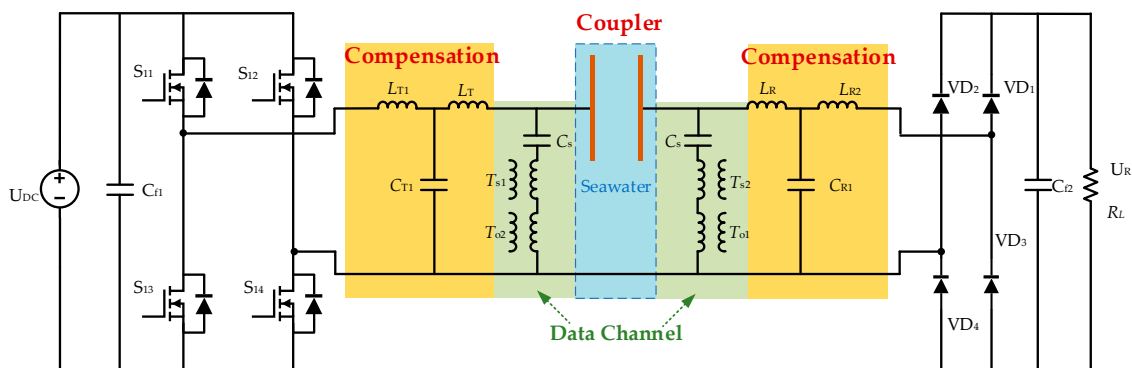 Coupler
Compensation
Compensation
S11
S12
LT1
LT
LR
LR2
VD2
VD1
Cs
Cs
UDC
Cf1
CT1
Ts1
Seawater
Ts2
CR1
Cf2
UR
RL
To2
To1
VD3
S13
S14
VD4
Data Channel